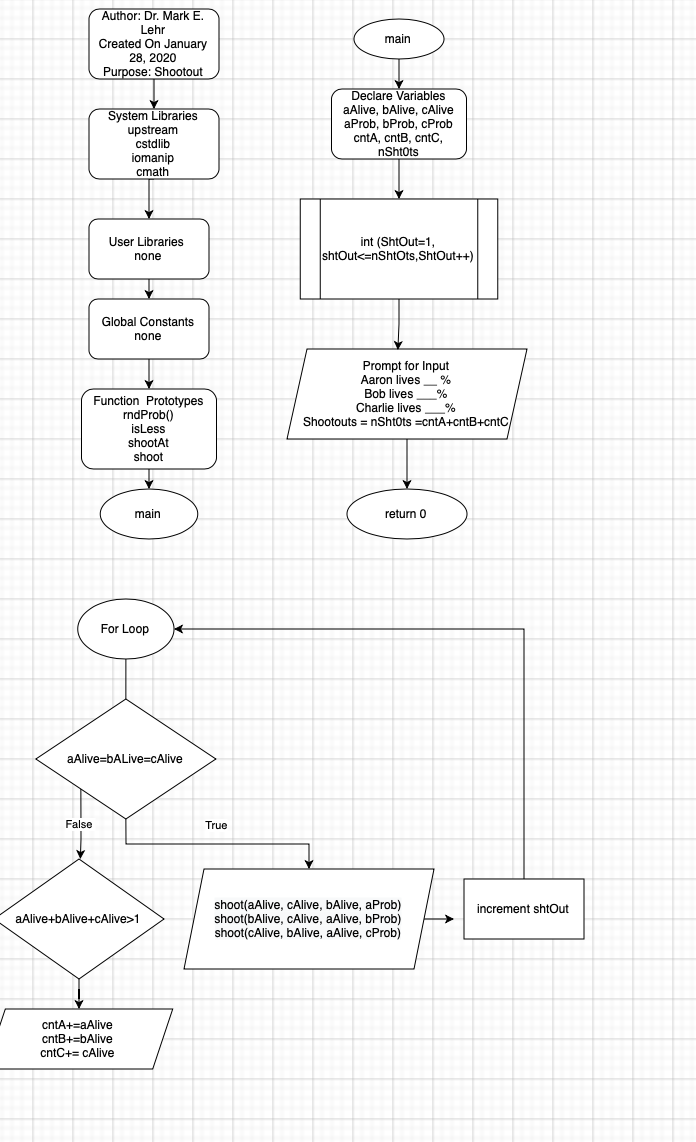 Author: Dr. Mark E.
Lehr
Created On January
28, 2020
Purpose: Shootout
System Libraries
upstream
cstdlib
iomanip
cmath
User Libraries
none
Global Constants
none
Function Prototypes
rndProb()
isLess
shootAt
shoot
main
main
Declare Variables
aAlive, bAlive, cAlive
aProb, bProb, cProb
cntA, cntB, cntC,
nSht0ts
int (ShtOut=1,
shtOut<=nShtOts,ShtOut++)
Prompt for Input
Aaron lives __ %
Bob lives ___%
Charlie lives ___%
Shootouts = nSht0ts =cntA+cntB+cntC
return 0
For Loop
aAlive=bALive=cAlive
False
True
aAlive+bAlive+cAlive>1
shoot(aAlive, cAlive, bAlive, aProb)
shoot(bAlive, cAlive, aAlive, bProb)
shoot(cAlive, bAlive, aAlive, cProb)
increment shtOut
cntA+=aAlive
cntB+=bAlive
cntC+= cAlive